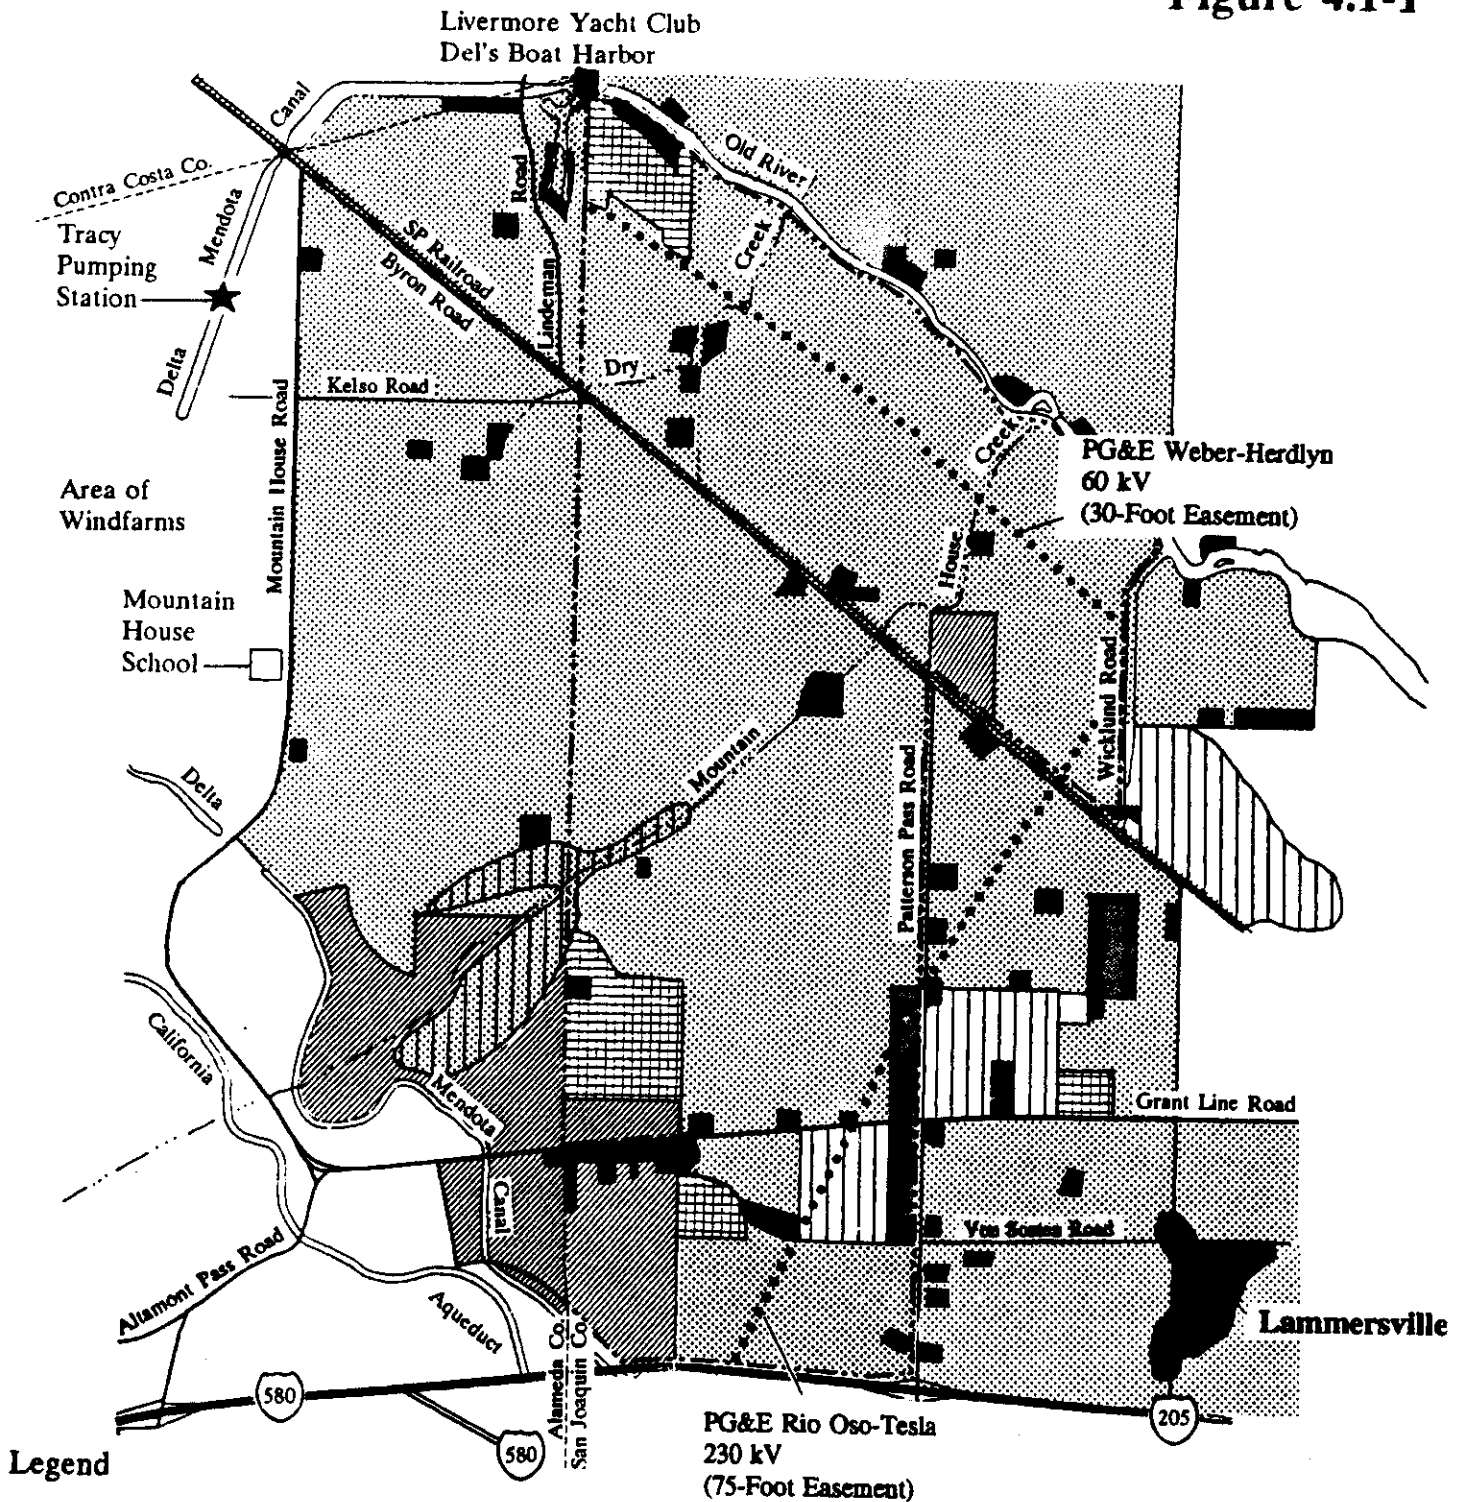 Figure 4.1-1
Livermore Yacht Club
Del's Boat Harbor
Canal
Contra Costa Co.
Mendota
Old River
Road
Tracy
Pumping
Station
SP Railroad
Byron Road
Creek
Lindeman
Delta
Kelso Road
Dry
Mountain House Road
Creek
PG&E Weber-Herdlyn
60 kV
(30-Foot Easement)
Area of
Windfarms
House
Mountain
House
School
Wicklund Road
Mountain
Delta
Patterson Pass Road
California
Mendota
Grant Line Road
Canal
Von Sosten Road
Altamont Pass Road
Aqueduct
Lammersville
Alameda Co.
San Joaquin Co.
580
205
580
PG&E Rio Oso-Tesla
230 kV
(75-Foot Easement)
Legend